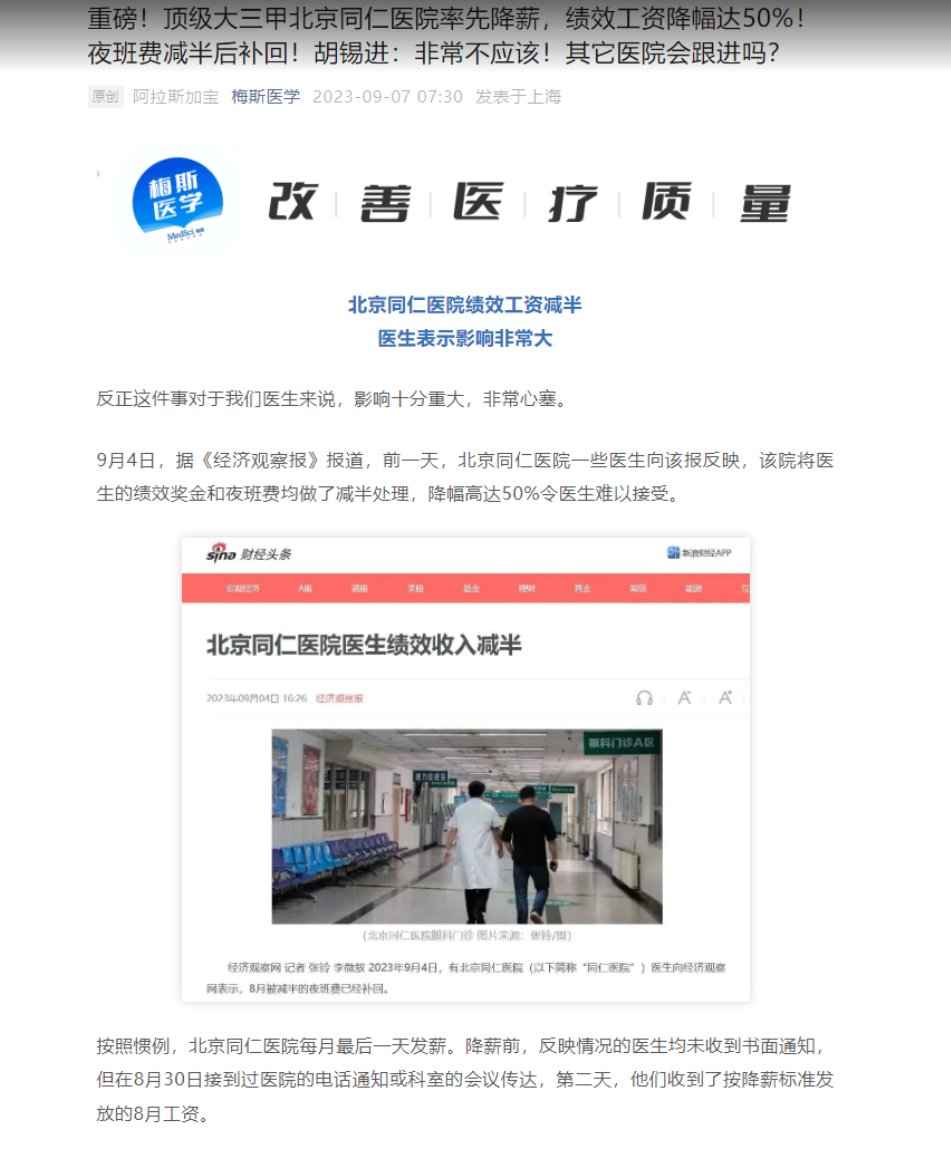 重磅！顶级大三甲北京同仁医院率先降薪，绩效工资降幅达50%！
夜班费减半后补回！胡锡进：非常不应该！其它医院会跟进吗？
原创 阿拉斯加宝 梅斯医学 2023-09-07 07:30 发表于上海
梅斯
医学
MedSci
改善医疗质量
北京同仁医院绩效工资减半
医生表示影响非常大
反正这件事对于我们医生来说，影响十分重大，非常心塞。
9月4日，据《经济观察报》报道，前一天，北京同仁医院一些医生向该报反映，该院将医
生的绩效奖金和夜班费均做了减半处理，降幅高达50%令医生难以接受。
sina 财经头条 新浪财经APP
宏观经济 A股 港股 美股 基金 理财 黄金 期货 能源
北京同仁医院医生绩效收入减半
2023年09月04日 16:26 经济观察报
眼科门诊A区
视力检查室
(北京同仁医院眼科门诊 图片来源：张铃/摄)
经济观察网 记者 张铃 李微敖 2023年9月4日，有北京同仁医院（以下简称“同仁医院”）医生向经济观察
网表示，8月被减半的夜班费已经补回。
按照惯例，北京同仁医院每月最后一天发薪。降薪前，反映情况的医生均未收到书面通知，
但在8月30日接到过医院的电话通知或科室的会议传达，第二天，他们收到了按降薪标准发
放的8月工资。